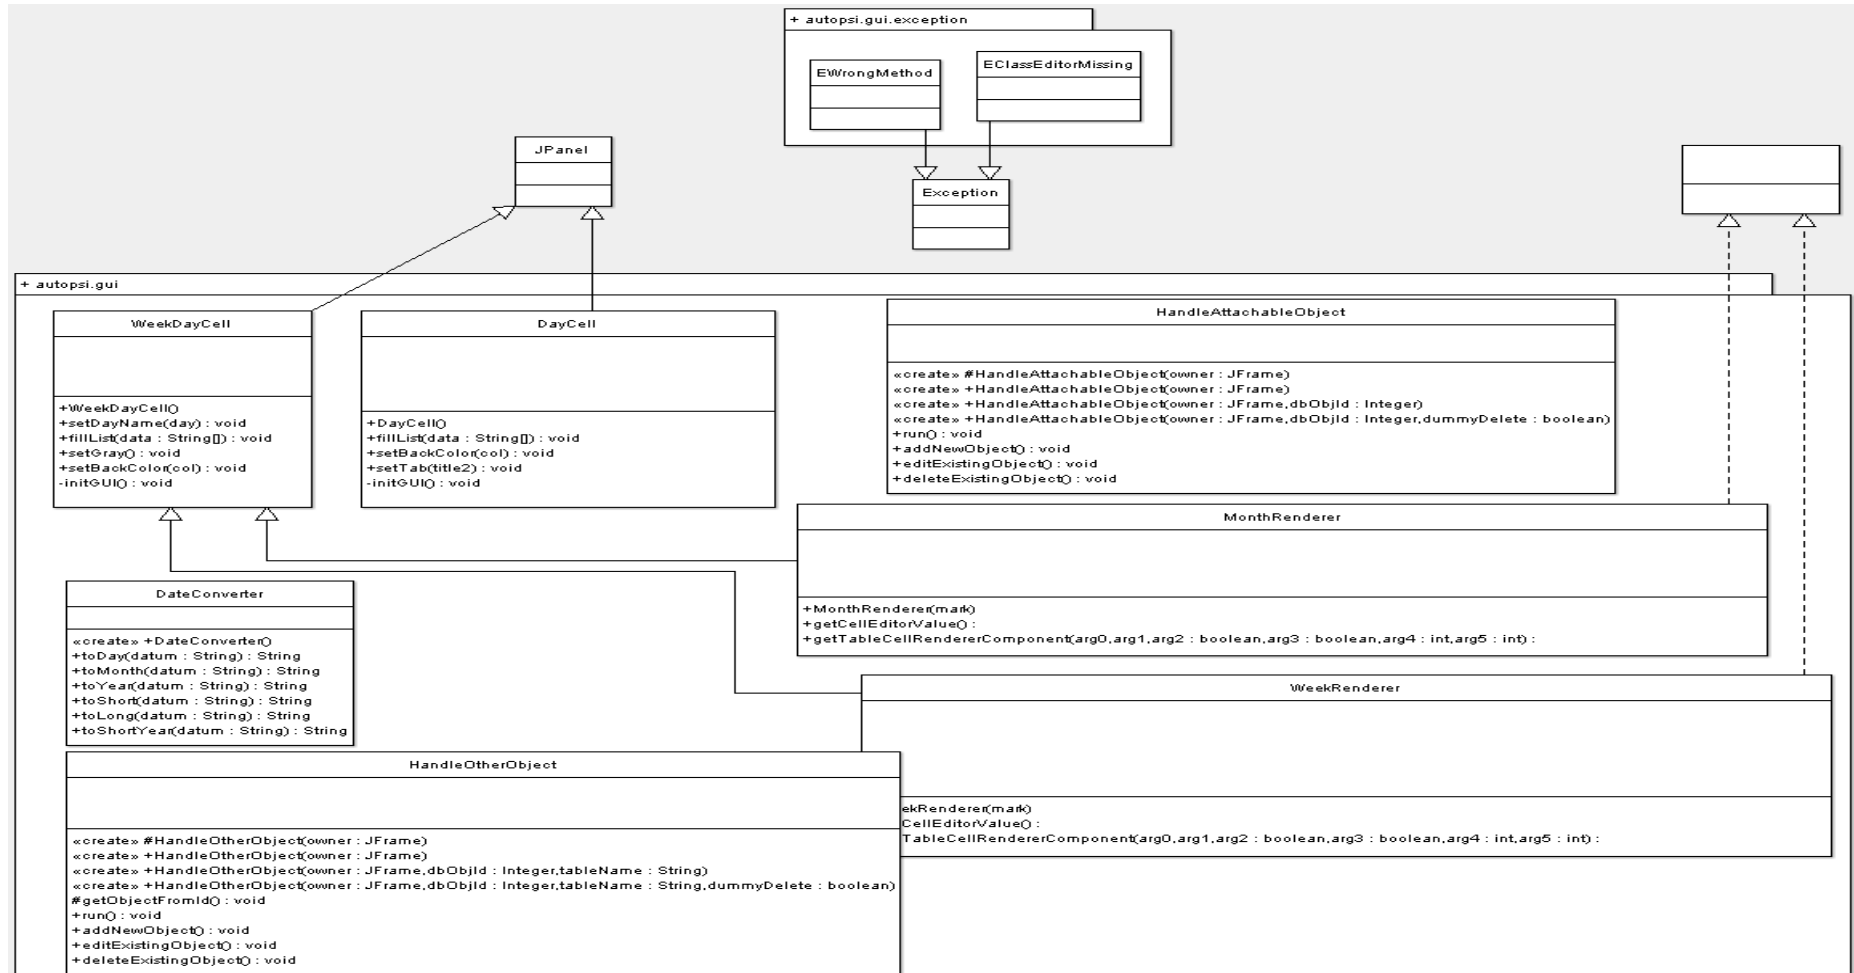 + autopsi.gui.exception
EWrongMethod
EClassEditorMissing
JPanel
Exception
+ autopsi.gui
WeekDayCell
+WeekDayCell()
+setDayName(day) : void
+fillList(data : String[]) : void
+setGray() : void
+setBackColor(col) : void
-initGUI() : void
DayCell
+DayCell()
+fillList(data : String[]) : void
+setBackColor(col) : void
+setTab(title2) : void
-initGUI() : void
HandleAttachableObject
«create» #HandleAttachableObject(owner : JFrame)
«create» +HandleAttachableObject(owner : JFrame)
«create» +HandleAttachableObject(owner : JFrame,dbObjId : Integer)
«create» +HandleAttachableObject(owner : JFrame,dbObjId : Integer,dummyDelete : boolean)
+run() : void
+addNewObject() : void
+editExistingObject() : void
+deleteExistingObject() : void
MonthRenderer
+MonthRenderer(mark)
+getCellEditorValue() :
+getTableCellRendererComponent(arg0,arg1,arg2 : boolean,arg3 : boolean,arg4 : int,arg5 : int) :
DateConverter
«create» +DateConverter()
+toDay(datum : String) : String
+toMonth(datum : String) : String
+toYear(datum : String) : String
+toShort(datum : String) : String
+toLong(datum : String) : String
+toShortYear(datum : String) : String
WeekRenderer
ekRenderer(mark)
CellEditorValue() :
TableCellRendererComponent(arg0,arg1,arg2 : boolean,arg3 : boolean,arg4 : int,arg5 : int) :
HandleOtherObject
«create» #HandleOtherObject(owner : JFrame)
«create» +HandleOtherObject(owner : JFrame)
«create» +HandleOtherObject(owner : JFrame,dbObjId : Integer,tableName : String)
«create» +HandleOtherObject(owner : JFrame,dbObjId : Integer,tableName : String,dummyDelete : boolean)
#getObjectFromId() : void
+run() : void
+addNewObject() : void
+editExistingObject() : void
+deleteExistingObject() : void